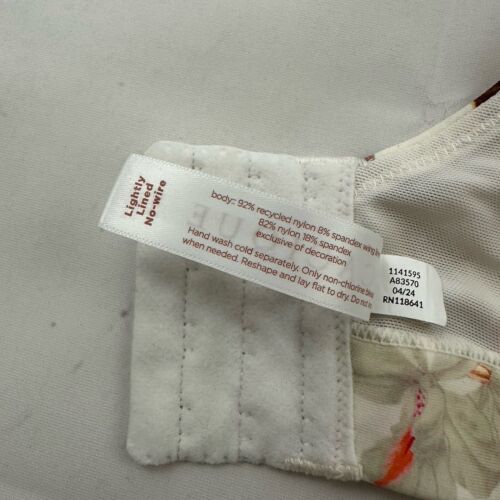 Lightly
Lined
No-wire
body: 92% recycled nylon 8% spandex wing
82% nylon 18% spandex
exclusive of decoration
Hand wash cold separately. Only non-chlorine
when needed. Reshape and lay flat to dry. Do not
1141595
A83570
04/24
RN118641